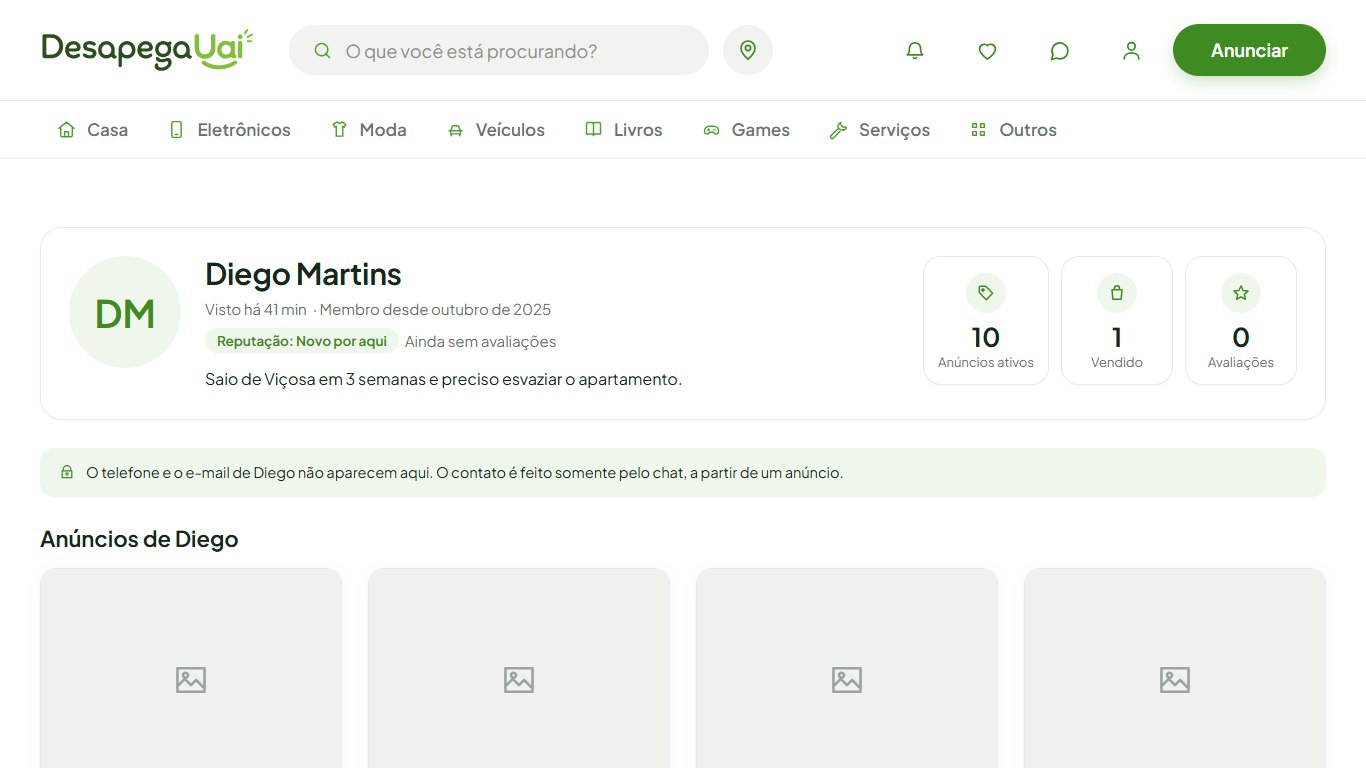 DesapegaUai
O que você está procurando?
Anunciar
Casa
Eletrônicos
Moda
Veículos
Livros
Games
Serviços
Outros
DM
Diego Martins
Visto há 41 min · Membro desde outubro de 2025
Reputação: Novo por aqui Ainda sem avaliações
Saio de Viçosa em 3 semanas e preciso esvaziar o apartamento.
10
Anúncios ativos
1
Vendido
0
Avaliações
O telefone e o e-mail de Diego não aparecem aqui. O contato é feito somente pelo chat, a partir de um anúncio.
Anúncios de Diego